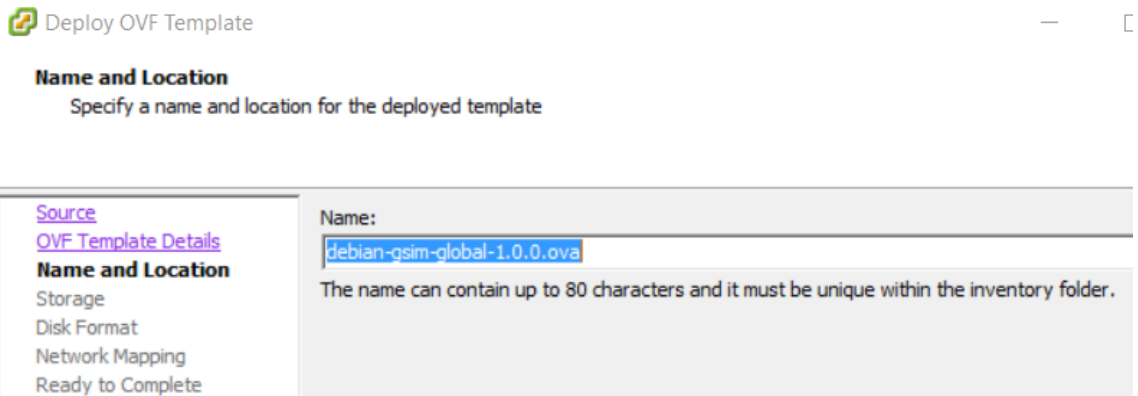 Deploy OVF Template
Name and Location
Specify a name and location for the deployed template
Source
OVF Template Details
Name and Location
Storage
Disk Format
Network Mapping
Ready to Complete
Name:
debian-gsim-global-1.0.0.ova
The name can contain up to 80 characters and it must be unique within the inventory folder.